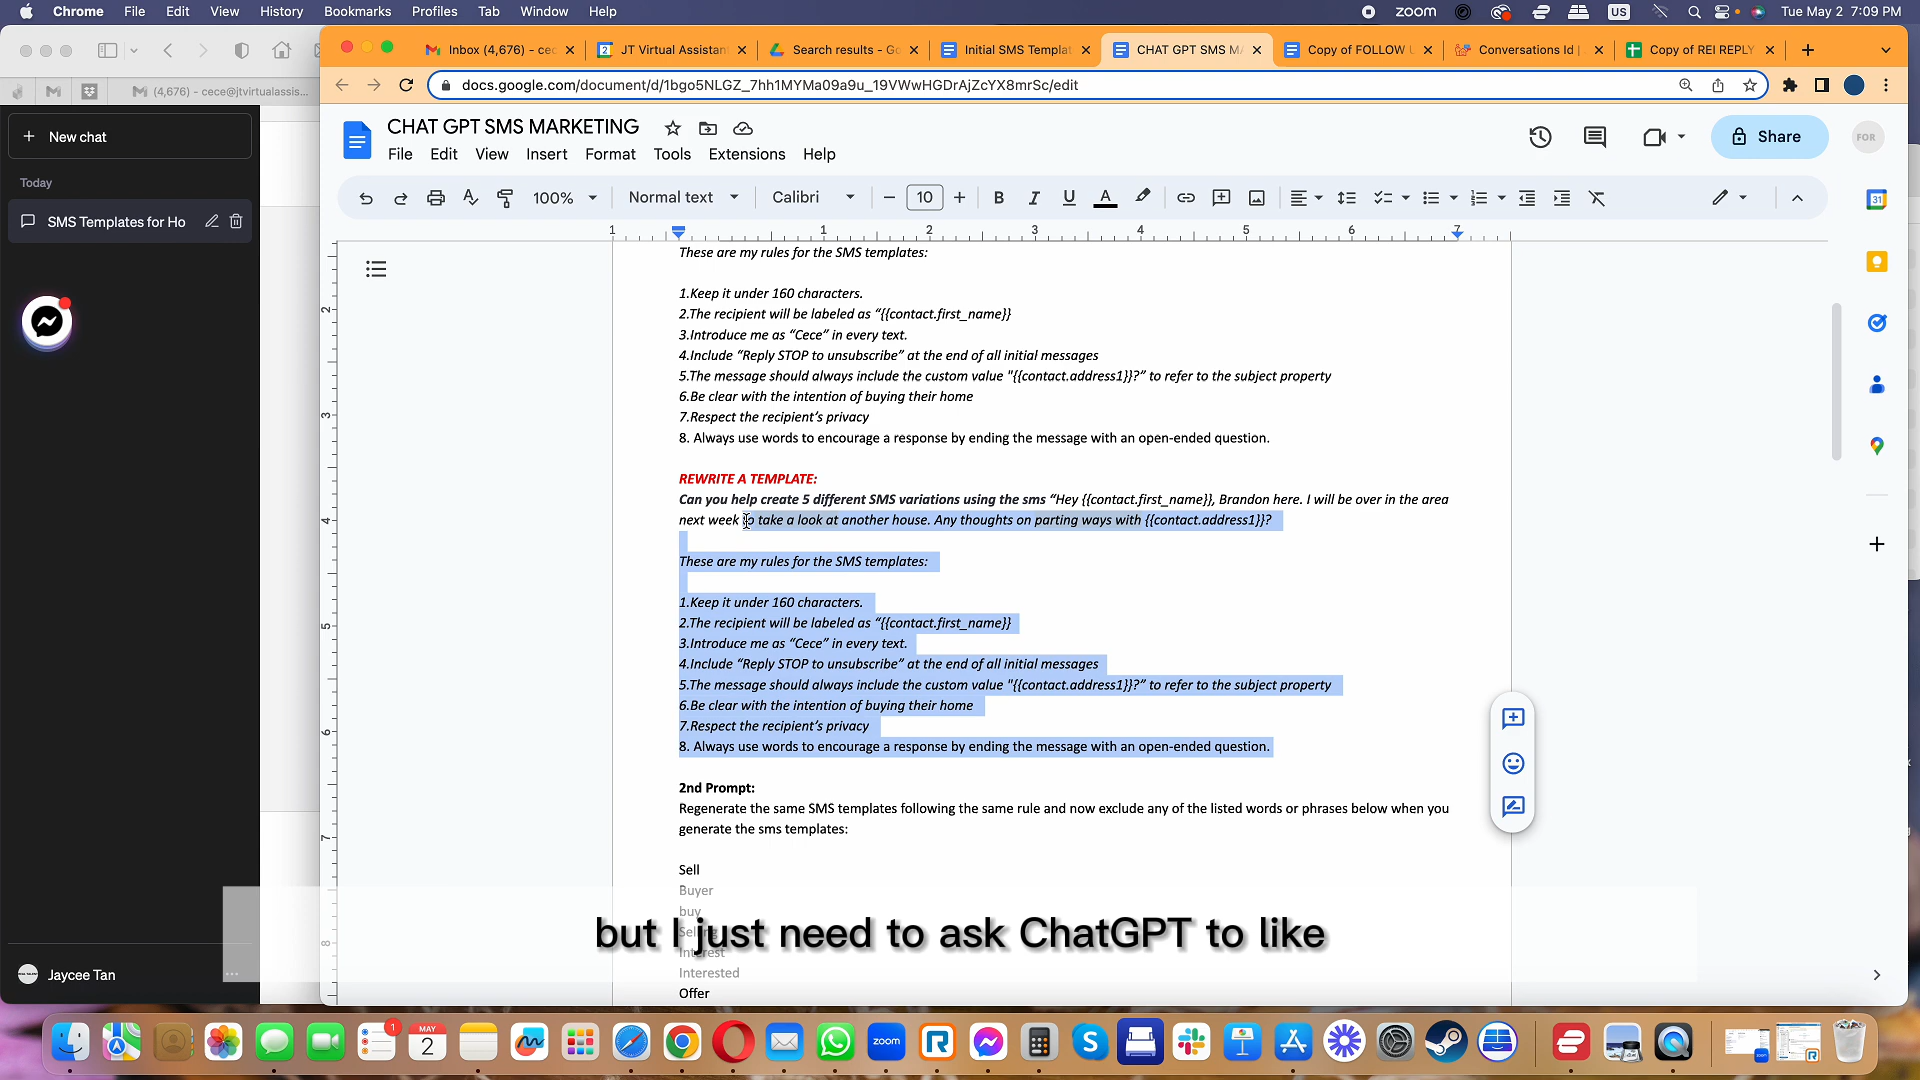 Chrome File Edit View History Bookmarks Profiles Tab Window Help
zoom US Tue May 2 7:09 PM
Inbox (4,676) - cec
JT Virtual Assistan
Search results - Go
Initial SMS Templat
CHAT GPT SMS M
Copy of FOLLOW U
Conversations Id |
Copy of REI REPLY
(4,676) - cece@jtvirtualassis...
docs.google.com/document/d/1bgo5NLGZ_7hh1MYMa09a9u_19VWwHGDrAjZcYX8mrSc/edit
New chat
Today
SMS Templates for Ho
Jaycee Tan
CHAT GPT SMS MARKETING
File Edit View Insert Format Tools Extensions Help
Share
FOR
100% Normal text Calibri 10
1 1 2 3 4 5 6 7
These are my rules for the SMS templates:
1.Keep it under 160 characters.
2.The recipient will be labeled as “{{contact.first_name}}
3.Introduce me as “Cece” in every text.
4.Include “Reply STOP to unsubscribe” at the end of all initial messages
5.The message should always include the custom value "{{contact.address1}}?” to refer to the subject property
6.Be clear with the intention of buying their home
7.Respect the recipient’s privacy
8. Always use words to encourage a response by ending the message with an open-ended question.
REWRITE A TEMPLATE:
Can you help create 5 different SMS variations using the sms “Hey {{contact.first_name}}, Brandon here. I will be over in the area
next week to take a look at another house. Any thoughts on parting ways with {{contact.address1}}?
These are my rules for the SMS templates:
1.Keep it under 160 characters.
2.The recipient will be labeled as “{{contact.first_name}}
3.Introduce me as “Cece” in every text.
4.Include “Reply STOP to unsubscribe” at the end of all initial messages
5.The message should always include the custom value "{{contact.address1}}?” to refer to the subject property
6.Be clear with the intention of buying their home
7.Respect the recipient’s privacy
8. Always use words to encourage a response by ending the message with an open-ended question.
2nd Prompt:
Regenerate the same SMS templates following the same rule and now exclude any of the listed words or phrases below when you
generate the sms templates:
Sell
Buyer
buy
Selling
Interest
Interested
Offer
but I just need to ask ChatGPT to like
1
MAY
2
zoom